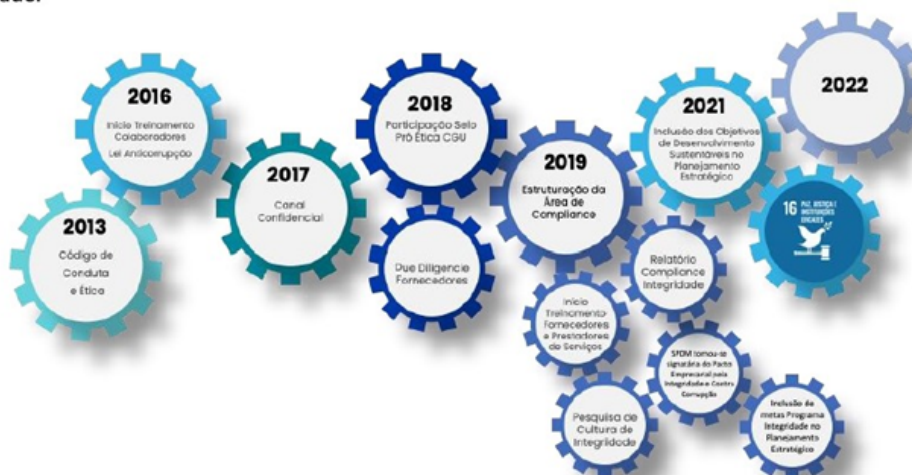 2013
Código de
Conduta
e Ética
2016
Início Treinamento
Colaboradores
Lei Anticorrupção
2017
Canal
Confidencial
2018
Participação Selo
Pró Ética CGU
Due Diligencie
Fornecedores
2019
Estruturação da
Área de
Compliance
Início
Treinamento
Fornecedores
e Prestadores
de Serviços
Pesquisa de
Cultura de
Integridade
Relatório
Compliance
Integridade
SPDM tornou-se
signatária do Pacto
Empresarial pela
Integridade e Contra
Corrupção
Inclusão de
metas Programa
Integridade no
Planejamento
Estratégico
2021
Inclusão dos Objetivos
de Desenvolvimento
Sustentáveis no
Planejamento
Estratégico
2022
16 PAZ, JUSTIÇA E
INSTITUIÇÕES
EFICAZES